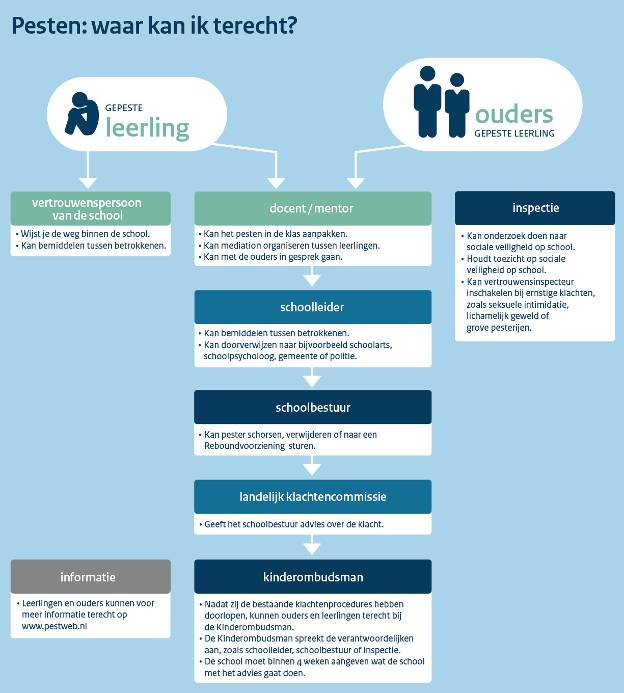 Pesten: waar kan ik terecht?
GEPESTE
leerling
ouders
GEPESTE LEERLING
vertrouwenspersoon
van de school
• Wijst je de weg binnen de school.
• Kan bemiddelen tussen betrokkenen.
docent / mentor
• Kan het pesten in de klas aanpakken.
• Kan mediation organiseren tussen leerlingen.
• Kan met de ouders in gesprek gaan.
inspectie
• Kan onderzoek doen naar
sociale veiligheid op school.
• Houdt toezicht op sociale
veiligheid op school.
• Kan vertrouwensinspecteur
inschakelen bij ernstige klachten,
zoals seksuele intimidatie,
lichamelijk geweld of
grove pesterijen.
schoolleider
• Kan bemiddelen tussen betrokkenen.
• Kan doorverwijzen naar bijvoorbeeld schoolarts,
schoolpsycholoog, gemeente of politie.
schoolbestuur
• Kan pester schorsen, verwijderen of naar een
Reboundvoorziening sturen.
landelijk klachtencommissie
• Geeft het schoolbestuur advies over de klacht.
informatie
• Leerlingen en ouders kunnen voor
meer informatie terecht op
www.pestweb.nl
kinderombudsman
• Nadat zij de bestaande klachtenprocedures hebben
doorlopen, kunnen ouders en leerlingen terecht bij
de Kinderombudsman.
• De Kinderombudsman spreekt de verantwoordelijken
aan, zoals schoolleider, schoolbestuur of inspectie.
• De school moet binnen 4 weken aangeven wat de school
met het advies gaat doen.